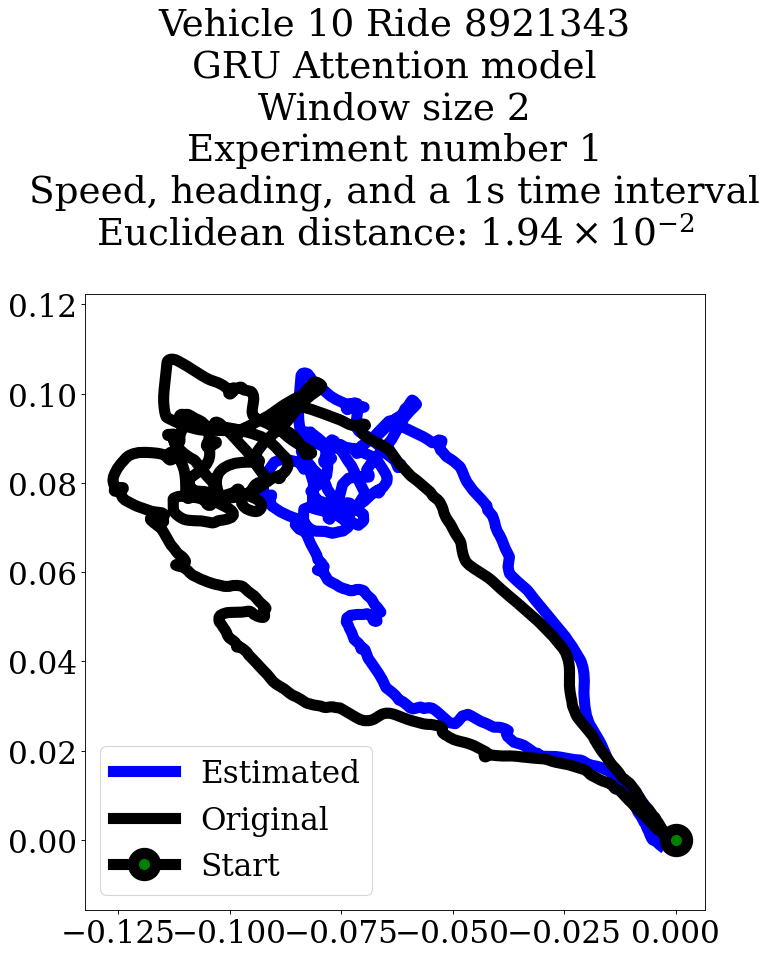 Vehicle 10 Ride 8921343
GRU Attention model
Window size 2
Experiment number 1
Speed, heading, and a 1s time interval
Euclidean distance: 1.94 × 10⁻²
0.12
0.10
0.08
0.06
0.04
0.02
0.00
Estimated
Original
Start
−0.125 −0.100 −0.075 −0.050 −0.025 0.000